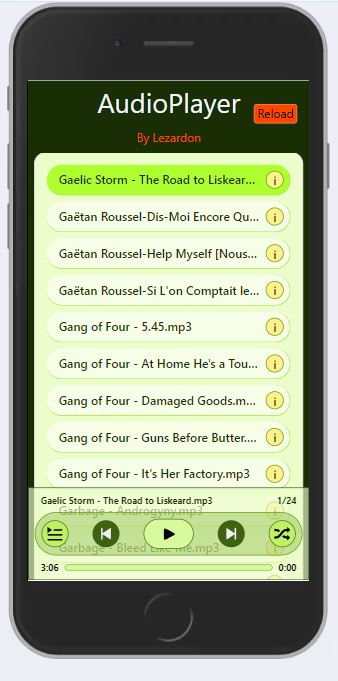 AudioPlayer
Reload
By Lezardon
Gaelic Storm - The Road to Liskear...
i
Gaëtan Roussel-Dis-Moi Encore Qu...
i
Gaëtan Roussel-Help Myself [Nous...
i
Gaëtan Roussel-Si L'on Comptait le...
i
Gang of Four - 5.45.mp3
i
Gang of Four - At Home He's a Tou...
i
Gang of Four - Damaged Goods.m...
i
Gang of Four - Guns Before Butter....
i
Gang of Four - It's Her Factory.mp3
i
Gaelic Storm - The Road to Liskeard.mp3
1/24
Garbage - Androgyny.mp3
Garbage - Bleed Like Me.mp3
3:06
0:00